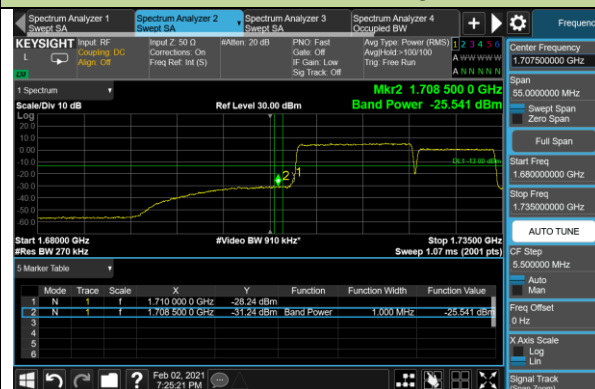 Spectrum Analyzer 1
Swept SA
Spectrum Analyzer 2
Swept SA
Spectrum Analyzer 3
Swept SA
Spectrum Analyzer 4
Occupied BW
+
Frequenc
KEYSIGHT
L
Input: RF
Coupling: DC
Align: Off
Input Z: 50 Ω
Corrections: On
Freq Ref: Int (S)
#Atten: 20 dB
PNO: Fast
Gate: Off
IF Gain: Low
Sig Track: Off
Avg Type: Power (RMS)
Avg|Hold:>100/100
Trig: Free Run
1 2 3 4 5 6
A W W W W W
A N N N N N
1 Spectrum
Scale/Div 10 dB
Ref Level 30.00 dBm
Mkr2 1.708 500 0 GHz
Band Power -25.541 dBm
Log
20.0
10.0
0.00
-10.0
-20.0
-30.0
-40.0
-50.0
-60.0
DL1 -13.00 dBm
2
1
Start 1.68000 GHz
#Video BW 910 kHz*
Stop 1.73500 GHz
#Res BW 270 kHz
Sweep 1.07 ms (2001 pts)
5 Marker Table
Mode Trace Scale X Y Function Function Width Function Value
1 N 1 f 1.710 000 0 GHz -28.24 dBm
2 N 1 f 1.708 500 0 GHz -31.24 dBm Band Power 1.000 MHz -25.541 dBm
3
4
5
6
Feb 02, 2021
7:25:21 PM
Center Frequency
1.707500000 GHz
Span
55.0000000 MHz
Swept Span
Zero Span
Full Span
Start Freq
1.680000000 GHz
Stop Freq
1.735000000 GHz
AUTO TUNE
CF Step
5.500000 MHz
Auto
Man
Freq Offset
0 Hz
X Axis Scale
Log
Lin
Signal Track
(Span Zoom)